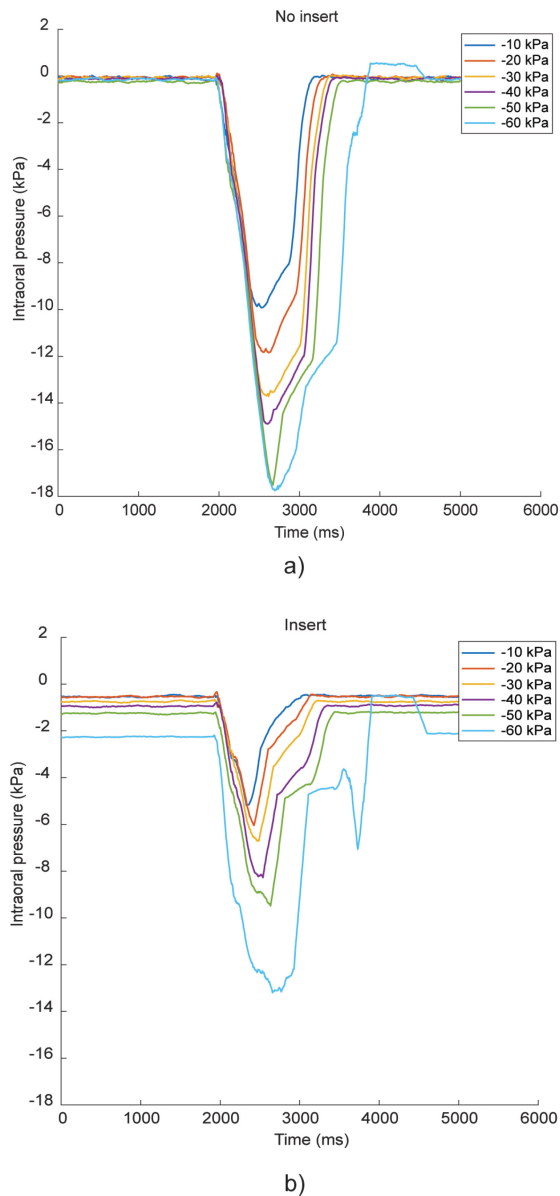 No insert
2
0
-2
-4
-6
-8
-10
-12
-14
-16
-18
Intraoral pressure (kPa)
-10 kPa
-20 kPa
-30 kPa
-40 kPa
-50 kPa
-60 kPa
0 1000 2000 3000 4000 5000 6000
Time (ms)
a)
Insert
2
0
-2
-4
-6
-8
-10
-12
-14
-16
-18
Intraoral pressure (kPa)
-10 kPa
-20 kPa
-30 kPa
-40 kPa
-50 kPa
-60 kPa
0 1000 2000 3000 4000 5000 6000
Time (ms)
b)